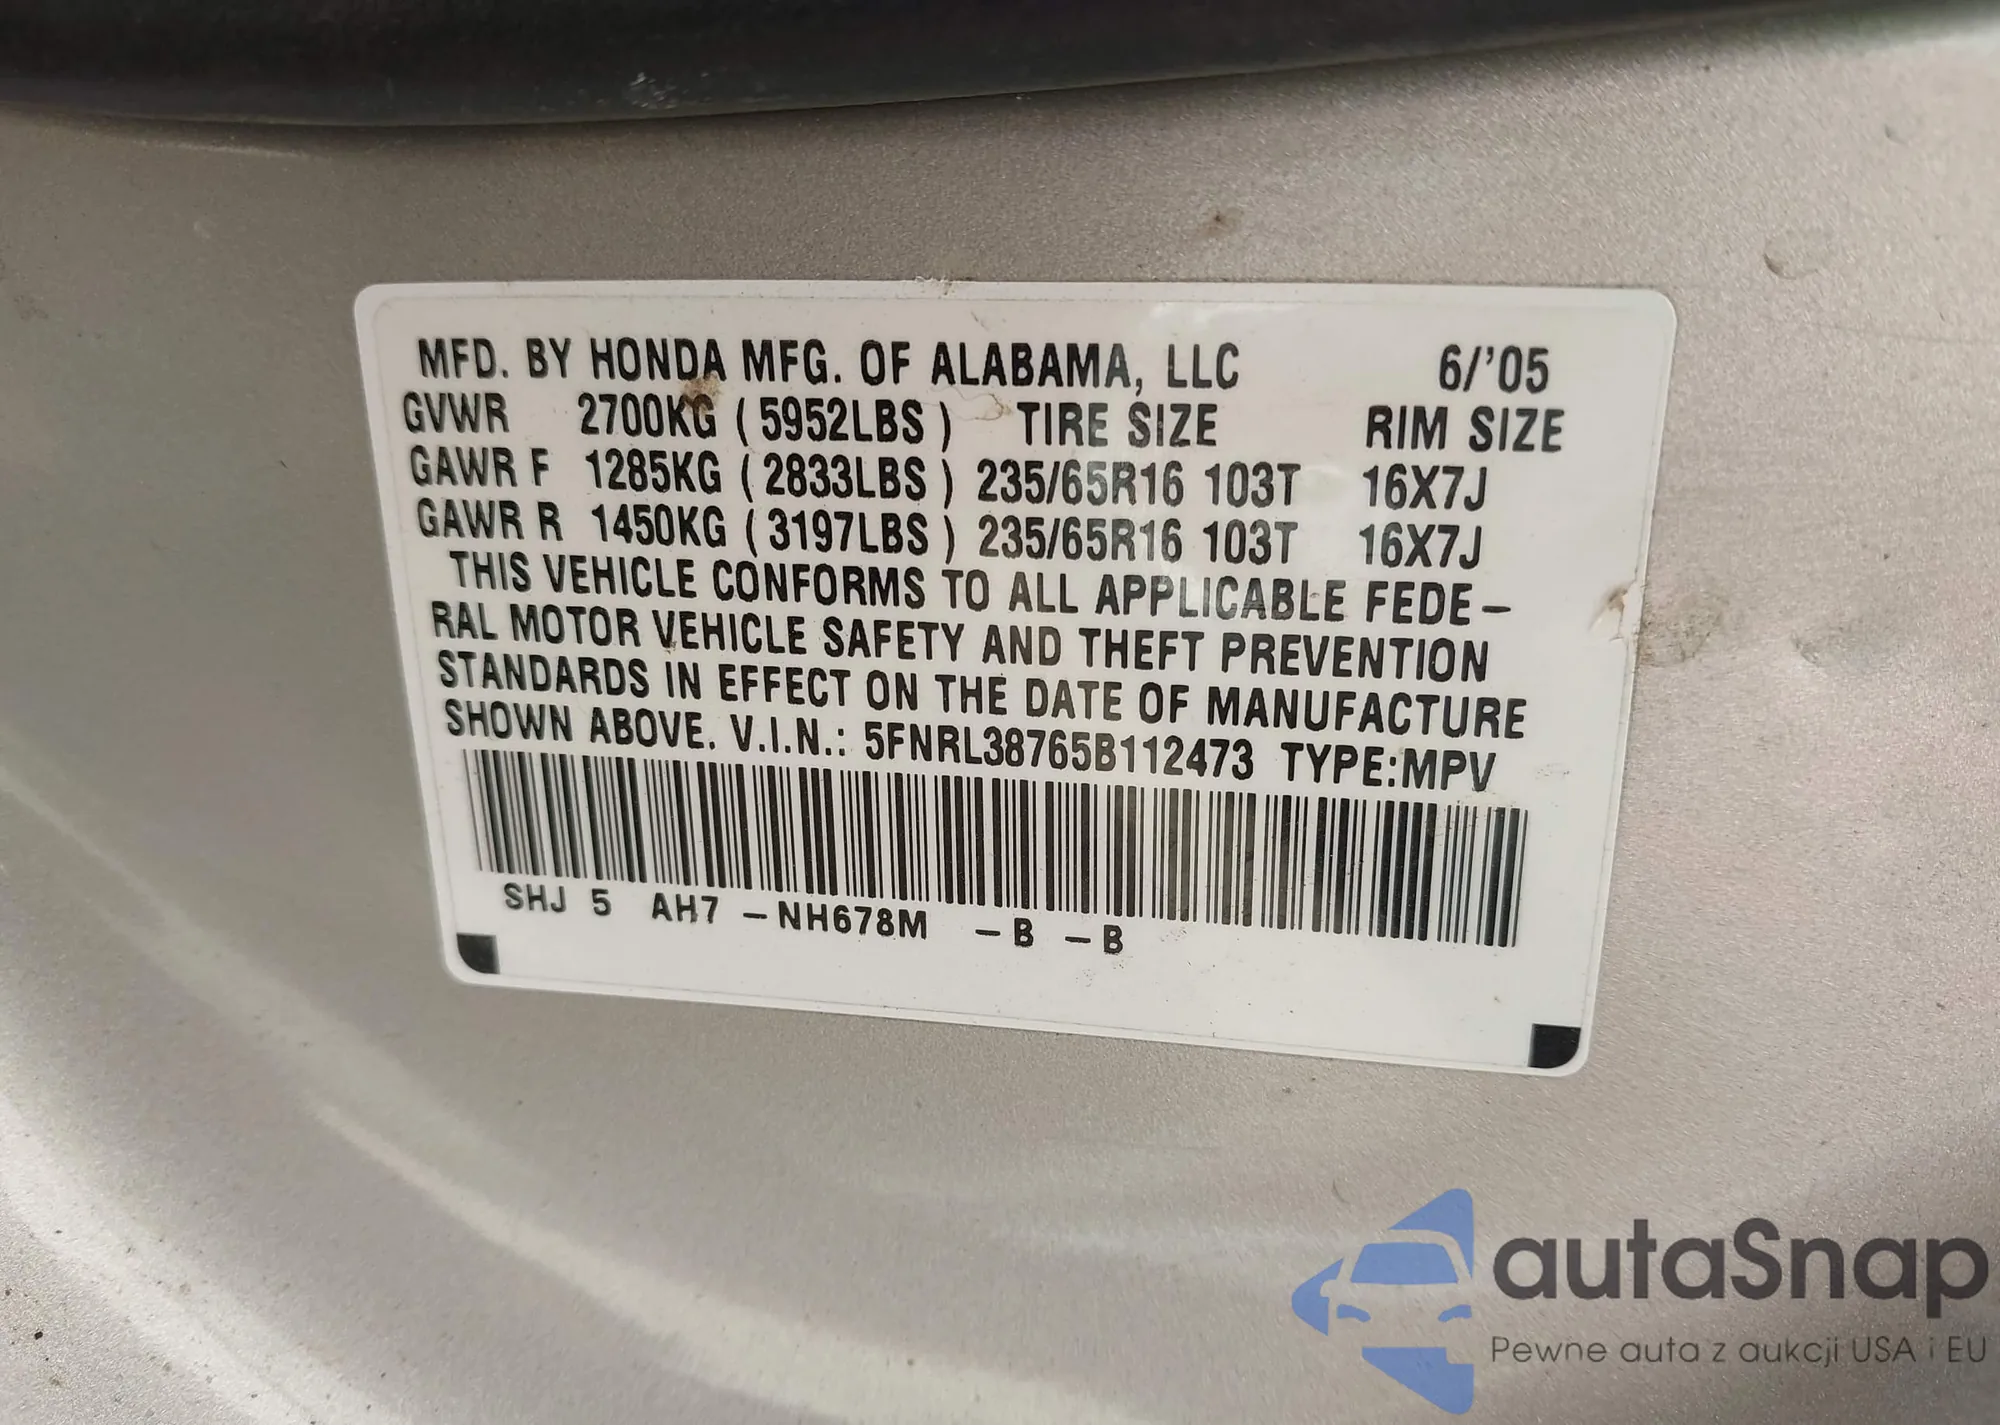 MFD. BY HONDA MFG. OF ALABAMA, LLC 6/'05
GVWR 2700KG ( 5952LBS ) TIRE SIZE RIM SIZE
GAWR F 1285KG ( 2833LBS ) 235/65R16 103T 16X7J
GAWR R 1450KG ( 3197LBS ) 235/65R16 103T 16X7J
THIS VEHICLE CONFORMS TO ALL APPLICABLE FEDE–
RAL MOTOR VEHICLE SAFETY AND THEFT PREVENTION
STANDARDS IN EFFECT ON THE DATE OF MANUFACTURE
SHOWN ABOVE. V.I.N.: 5FNRL38765B112473 TYPE:MPV
SHJ 5 AH7 –NH678M –B –B
autaSnap
Pewne auta z aukcji USA i EU